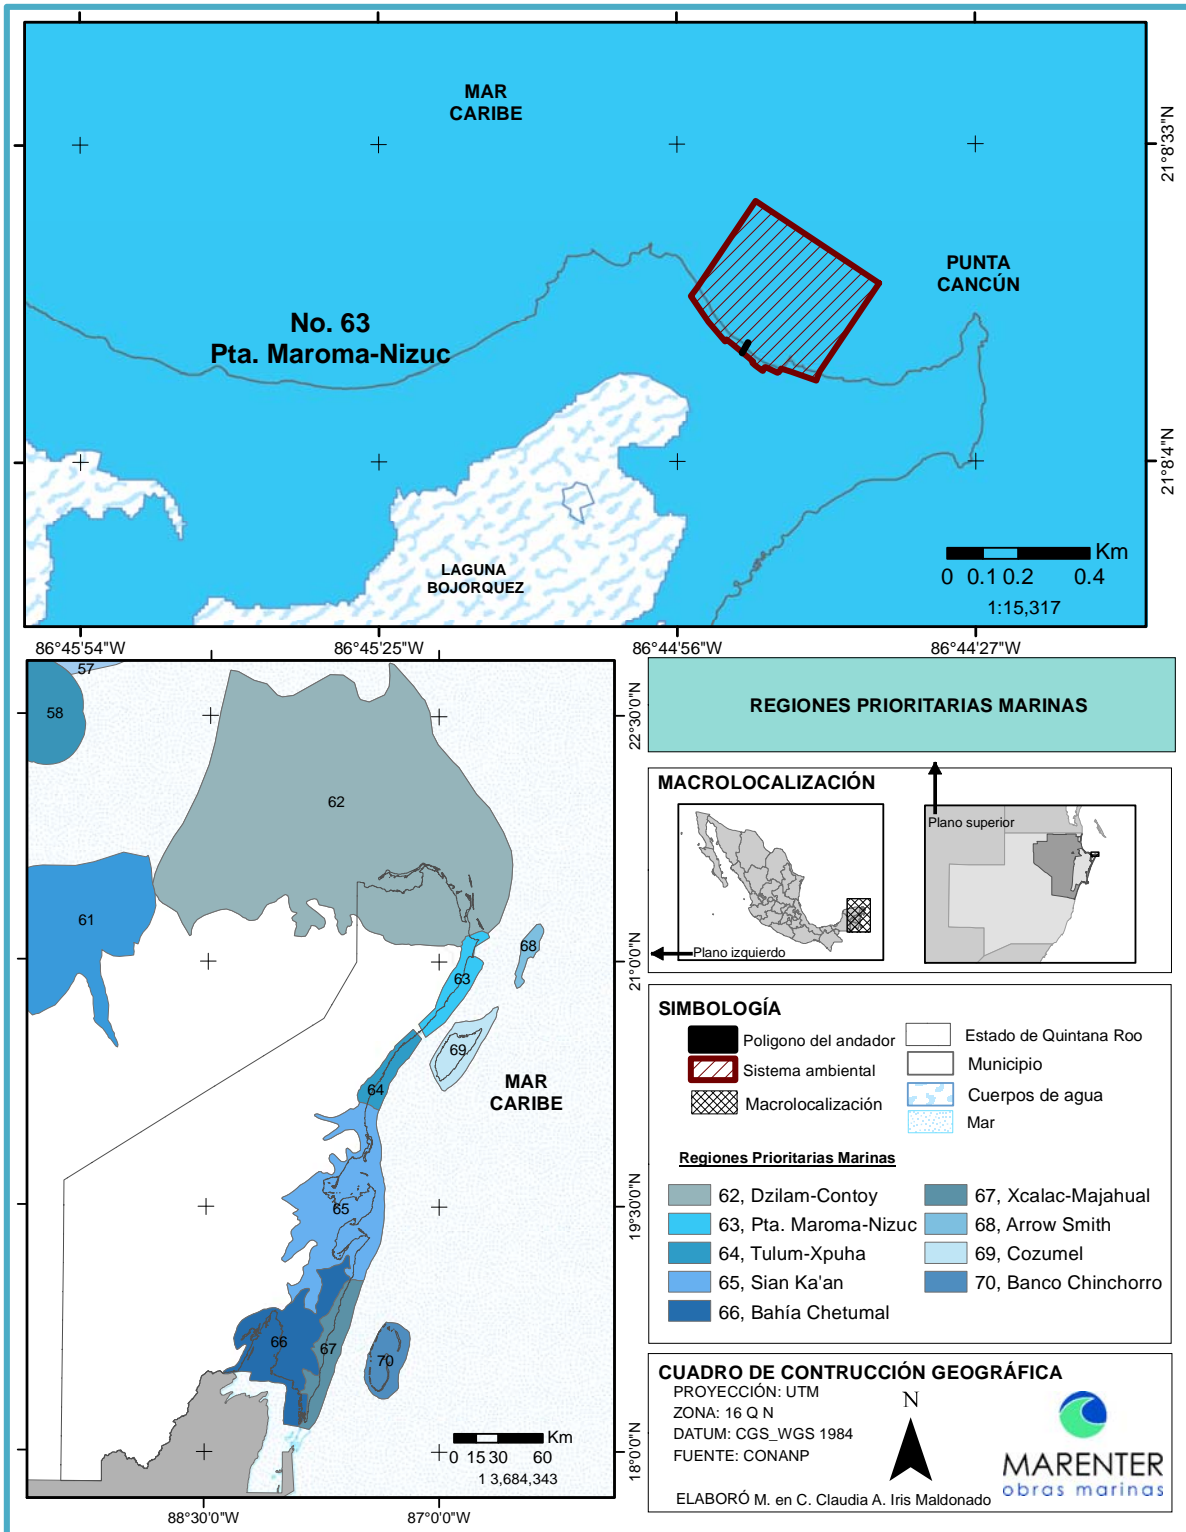 MAR
CARIBE
PUNTA
CANCÚN
No. 63
Pta. Maroma-Nizuc
LAGUNA
BOJORQUEZ
Km
0 0.1 0.2 0.4
1:15,317
21°8'33"N
21°8'4"N
86°45'54"W
86°45'25"W
86°44'56"W
86°44'27"W
57
58
62
61
68
63
69
64
MAR
CARIBE
65
66
67
70
Km
0 15 30 60
1 3,684,343
22°30'0"N
21°0'0"N
19°30'0"N
18°0'0"N
88°30'0"W
87°0'0"W
REGIONES PRIORITARIAS MARINAS
MACROLOCALIZACIÓN
Plano superior
Plano izquierdo
SIMBOLOGÍA
Poligono del andador
Sistema ambiental
Macrolocalización
Estado de Quintana Roo
Municipio
Cuerpos de agua
Mar
Regiones Prioritarias Marinas
62, Dzilam-Contoy
63, Pta. Maroma-Nizuc
64, Tulum-Xpuha
65, Sian Ka'an
66, Bahía Chetumal
67, Xcalac-Majahual
68, Arrow Smith
69, Cozumel
70, Banco Chinchorro
CUADRO DE CONTRUCCIÓN GEOGRÁFICA
PROYECCIÓN: UTM
ZONA: 16 Q N
DATUM: CGS_WGS 1984
FUENTE: CONANP
N
MARENTER
obras marinas
ELABORÓ M. en C. Claudia A. Iris Maldonado